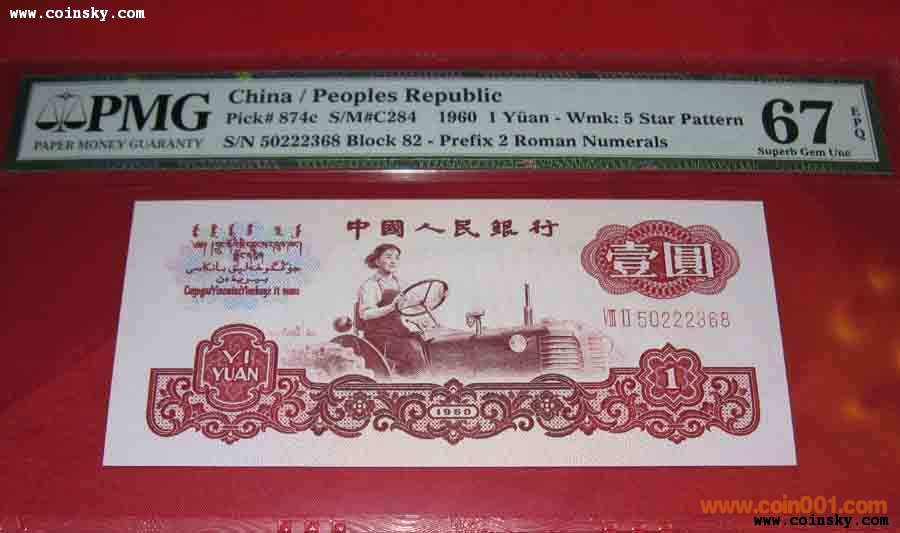 www.coinsky.com
PMG
PAPER MONEY GUARANTY
China / Peoples Republic
Pick# 874c S/M#C284 1960 1 Yüan - Wmk: 5 Star Pattern
S/N 50222368 Block 82 - Prefix 2 Roman Numerals
67
EPQ
Superb Gem Unc
中國人民銀行
壹圓
VIII II 50222368
YI
YUAN
1
1960
www.coin001.com
www.coinsky.com